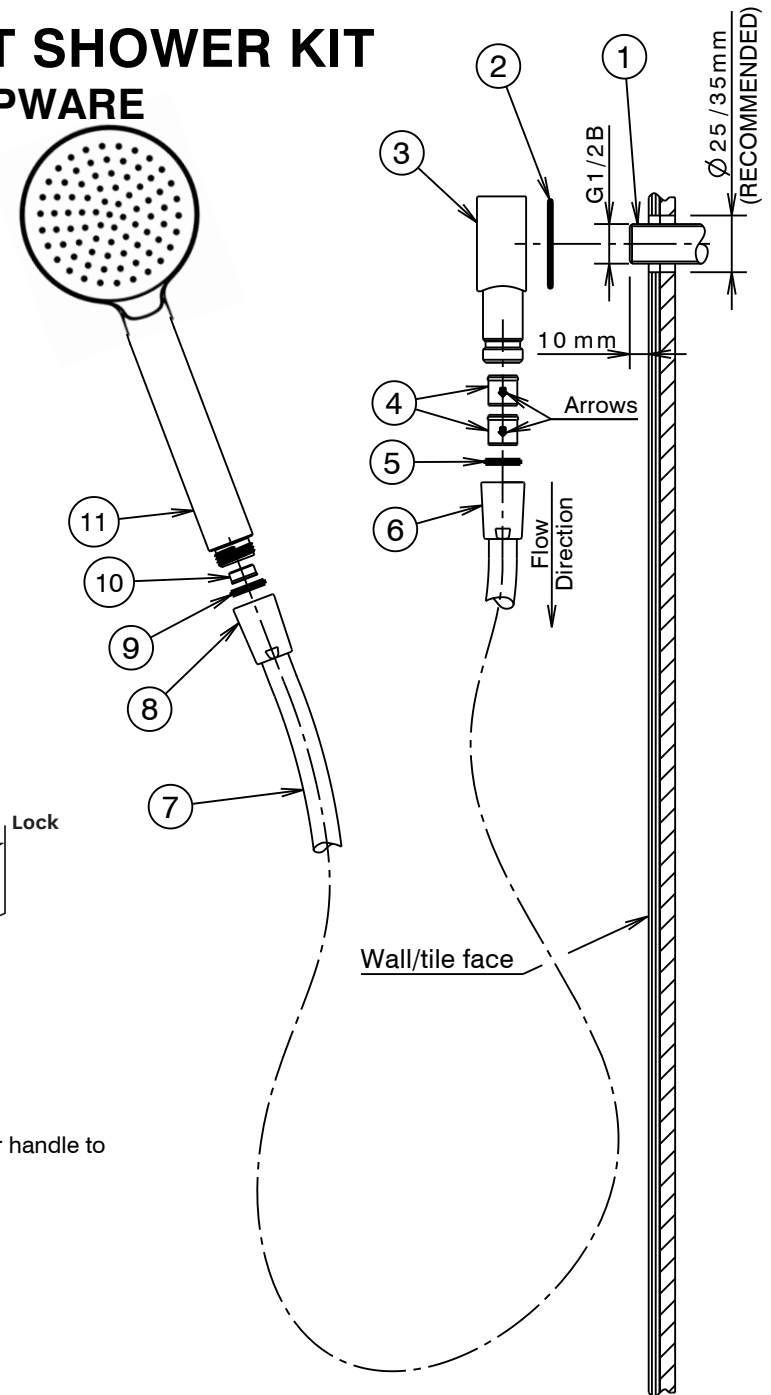 T SHOWER KIT
PWARE
1
2
3
G1/2B
Ø 25 / 35mm
(RECOMMENDED)
10 mm
4
Arrows
5
6
Flow
Direction
11
10
9
8
7
Lock
Wall/tile face
r handle to